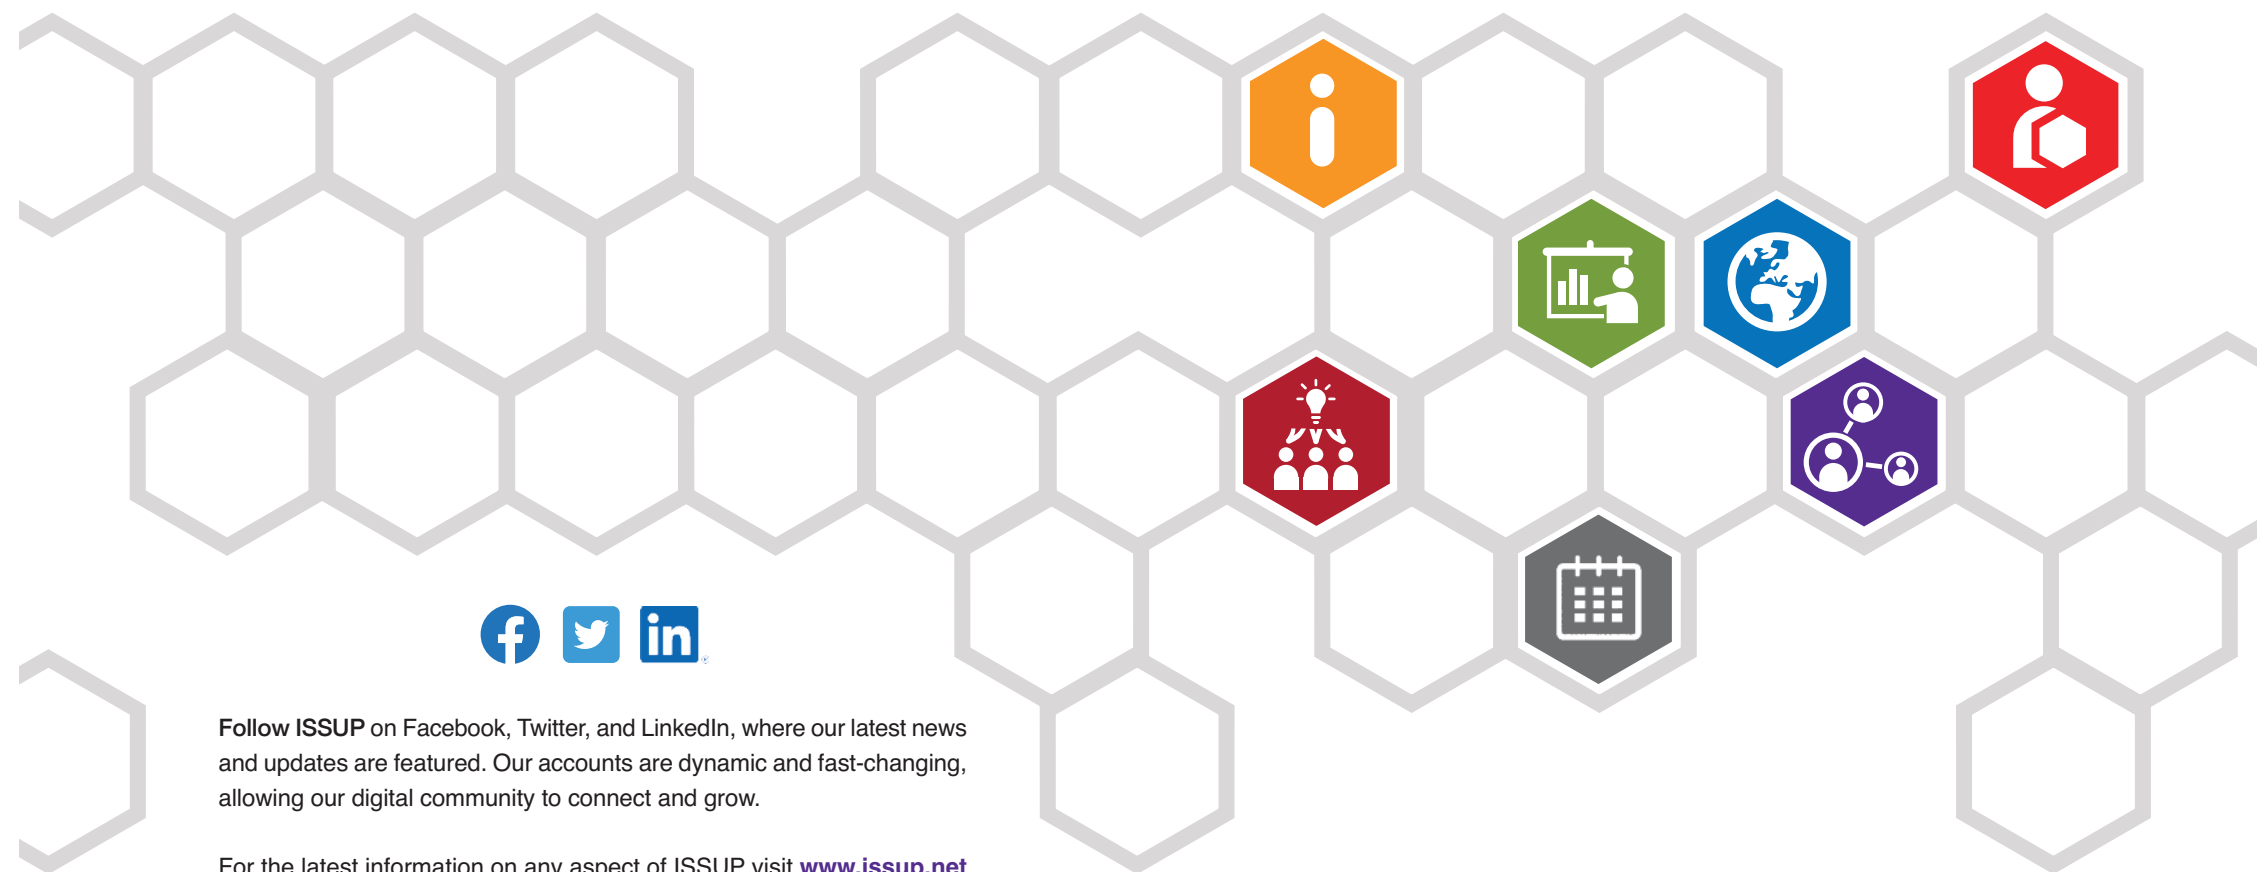 Follow ISSUP on Facebook, Twitter, and LinkedIn, where our latest news
and updates are featured. Our accounts are dynamic and fast-changing,
allowing our digital community to connect and grow.
For the latest information on any aspect of ISSUP visit www.issup.net